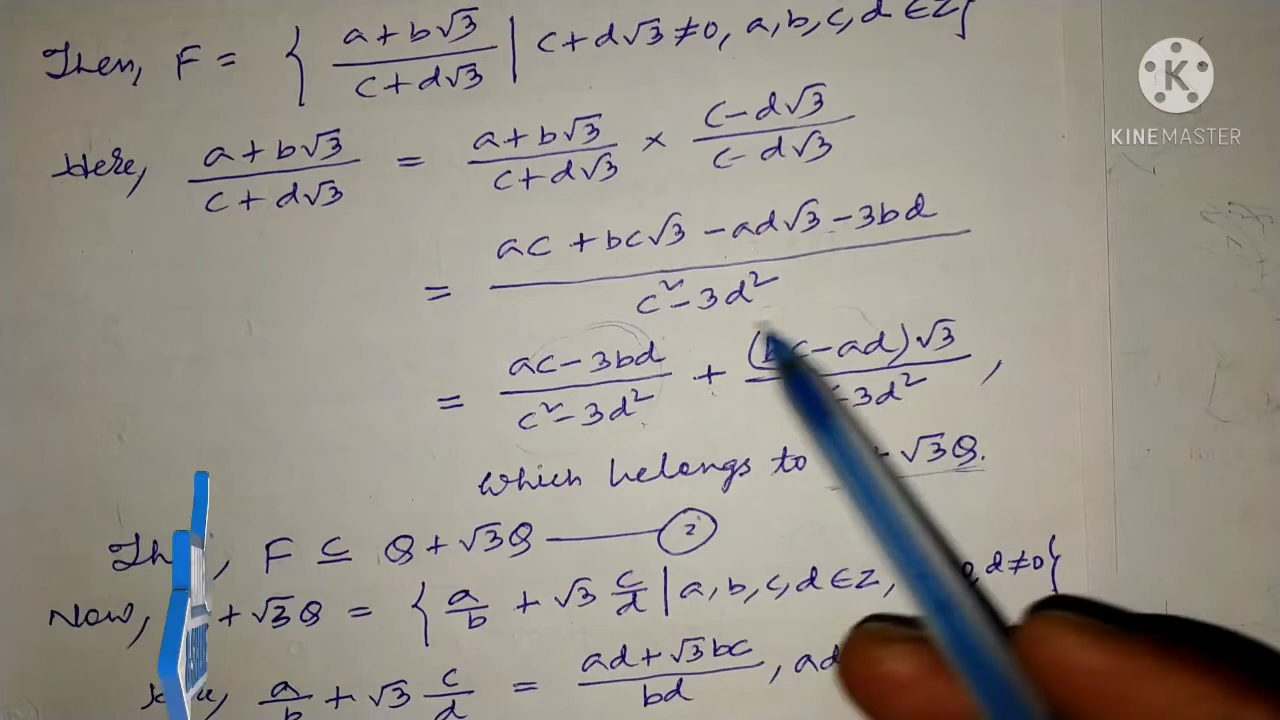 Then, F = { a+b√3 / c+d√3 | c+d√3≠0, a,b,c,d ∈Z}
K
KINEMASTER
Here, a+b√3 / c+d√3 = a+b√3 / c+d√3 × c-d√3 / c-d√3
= ac+bc√3-ad√3-3bd / c²-3d²
= ac-3bd / c²-3d² + (bc-ad)√3 / -3d²,
which belongs to + √3Q.
, F ⊆ Q+√3Q — 2
Now, +√3Q = { a/b + √3 c/d | a,b,c,d ∈Z, 0, d≠0}
a/b + √3 c/d = ad+√3bc / bd, ad